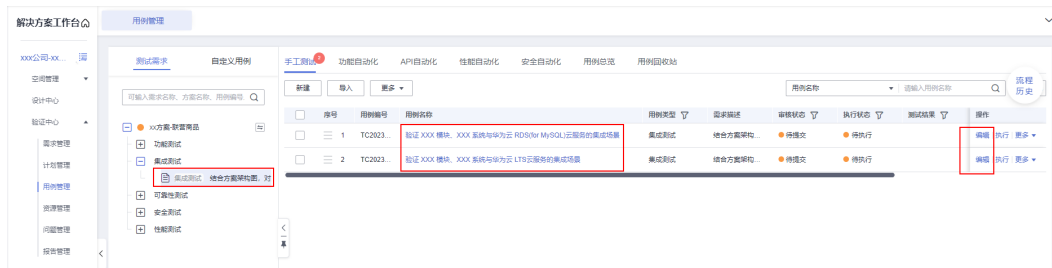 解决方案工作台
用例管理
xxx公司-xx...
空间管理
设计中心
验证中心
需求管理
计划管理
用例管理
资源管理
问题管理
报告管理
测试需求 自定义用例
可输入需求名称、方案名称、用例编号
xx方案-联营商品
功能测试
集成测试
集成测试 结合方案架构图，对
可靠性测试
安全测试
性能测试
手工测试 功能自动化 API自动化 性能自动化 安全自动化 用例总览 用例回收站
新建 导入 更多
用例名称 请输入用例名称
流程
历史
序号 用例编号 用例名称 用例类型 需求描述 审核状态 执行状态 测试结果 操作
1 TC2023... 验证 XXX 模块、XXX 系统与华为云 RDS(for MySQL)云服务的集成场景 集成测试 结合方案架构... 待提交 待执行 编辑 执行 更多
2 TC2023... 验证 XXX 模块、XXX 系统与华为云 LTS云服务的集成场景 集成测试 结合方案架构... 待提交 待执行 编辑 执行 更多